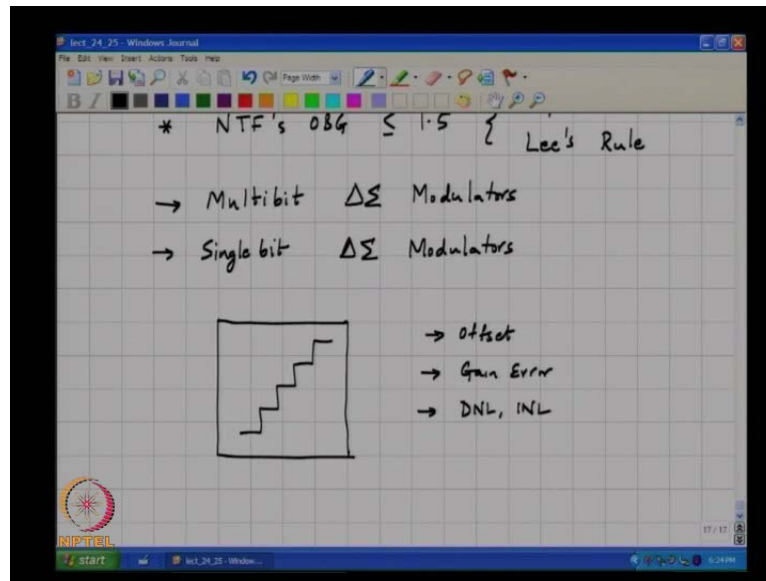 lect_24_25 - Windows Journal
File Edit View Insert Actions Tools Help
Page Width
B I
* NTF's OBG ≤ 1.5 { Lee's Rule
→ Multibit ΔΣ Modulators
→ Single bit ΔΣ Modulators
→ Offset
→ Gain Error
→ DNL, INL
17 / 17
NPTEL
start
lect_24_25 - Window...
6:24 PM